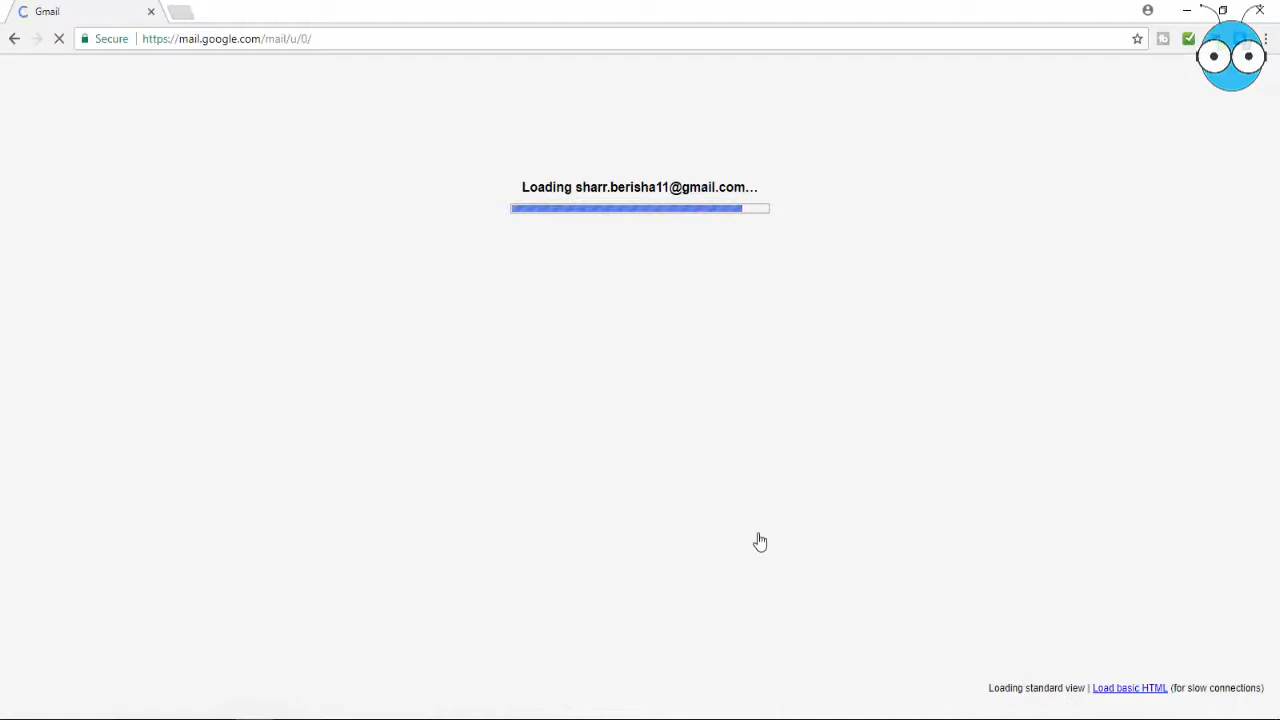 Gmail
Secure https://mail.google.com/mail/u/0/
Loading sharr.berisha11@gmail.com...
Loading standard view | Load basic HTML (for slow connections)